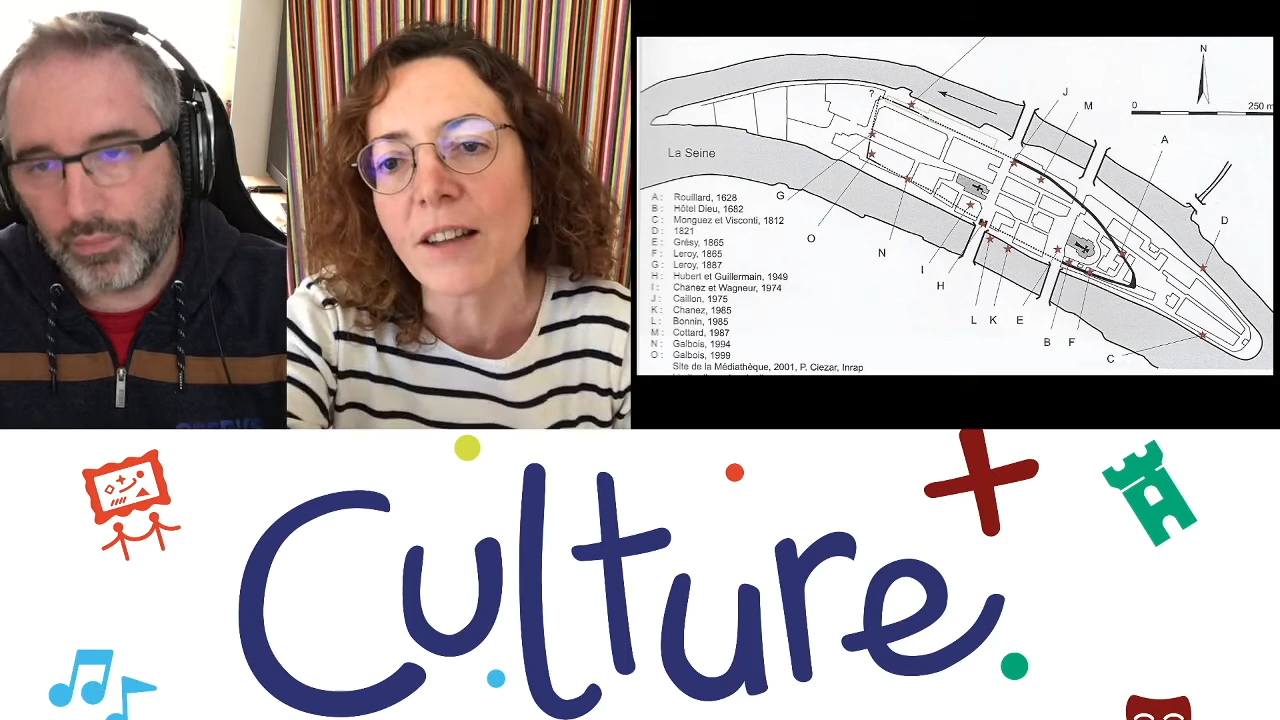 N
J
M
0
250 m
A
La Seine
?
G
D
O
N
I
H
L K E
B F
C
A : Rouillard, 1628
B : Hôtel Dieu, 1682
C : Monguez et Visconti, 1812
D : 1821
E : Grésy, 1865
F : Leroy, 1865
G : Leroy, 1887
H : Hubert et Guillermain, 1949
I : Chanez et Wagneur, 1974
J : Caillon, 1975
K : Chanez, 1985
L : Bonnin, 1985
M : Cottard, 1987
N : Galbois, 1994
O : Galbois, 1999
Site de la Médiathèque, 2001, P. Ciezar, Inrap
Culture